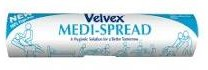 NEW
Velvex
MEDI-SPREAD
A Hygienic Solution for a Better Tomorrow